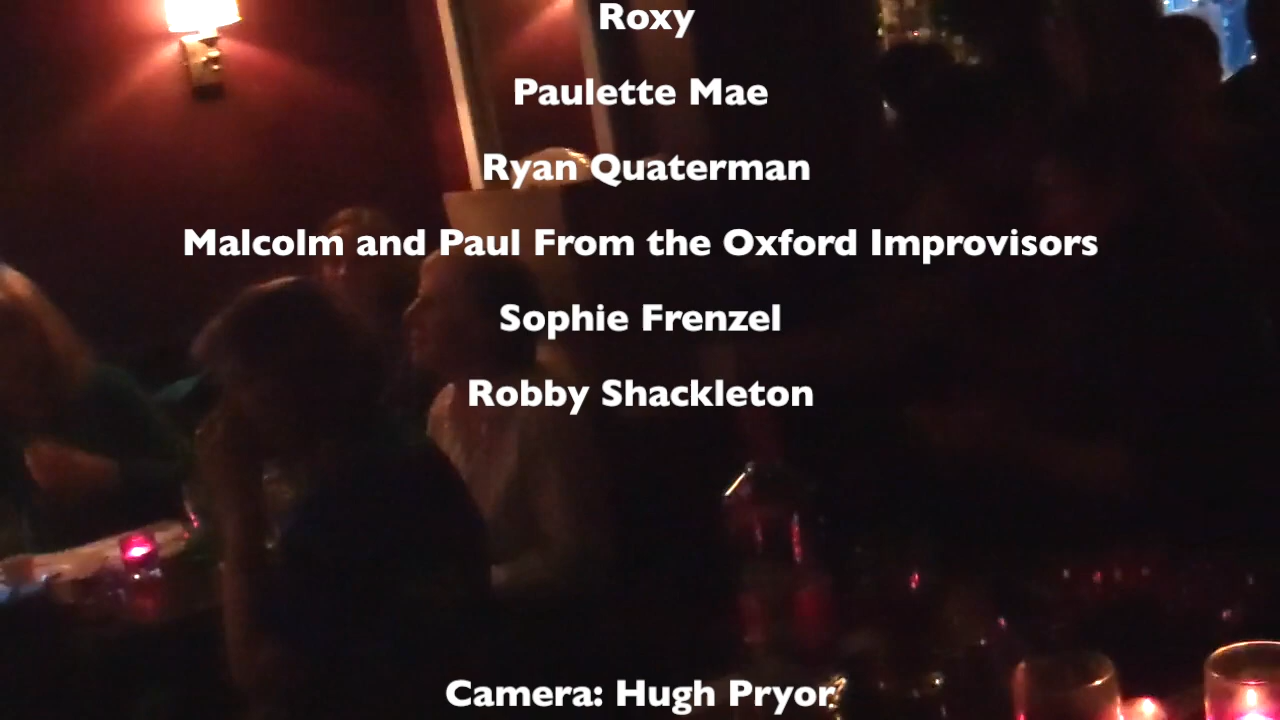 Roxy
Paulette Mae
Ryan Quaterman
Malcolm and Paul From the Oxford Improvisors
Sophie Frenzel
Robby Shackleton
Camera: Hugh Pryor